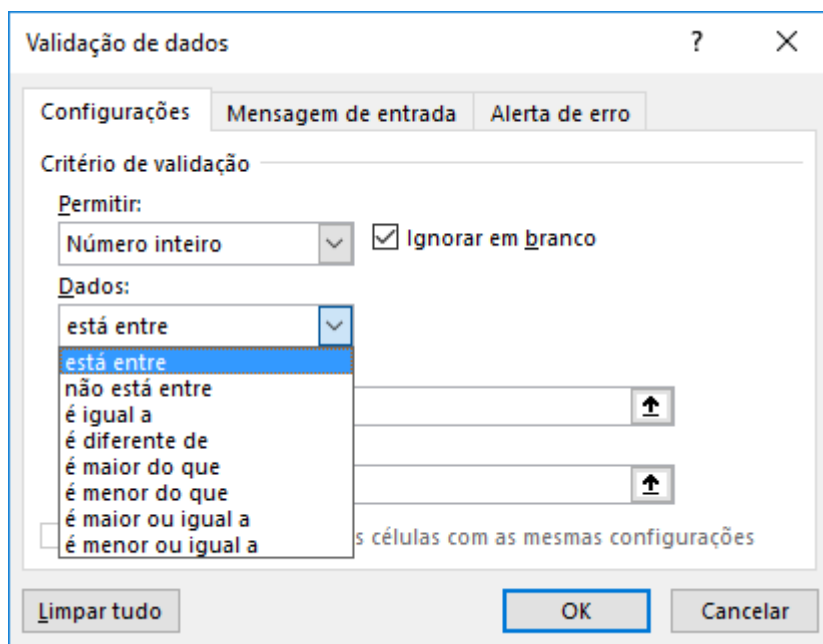 Validação de dados ?
Configurações Mensagem de entrada Alerta de erro
Critério de validação
Permitir:
Número inteiro Ignorar em branco
Dados:
está entre
está entre
não está entre
é igual a
é diferente de
é maior do que
é menor do que
é maior ou igual a
é menor ou igual a
s células com as mesmas configurações
Limpar tudo OK Cancelar